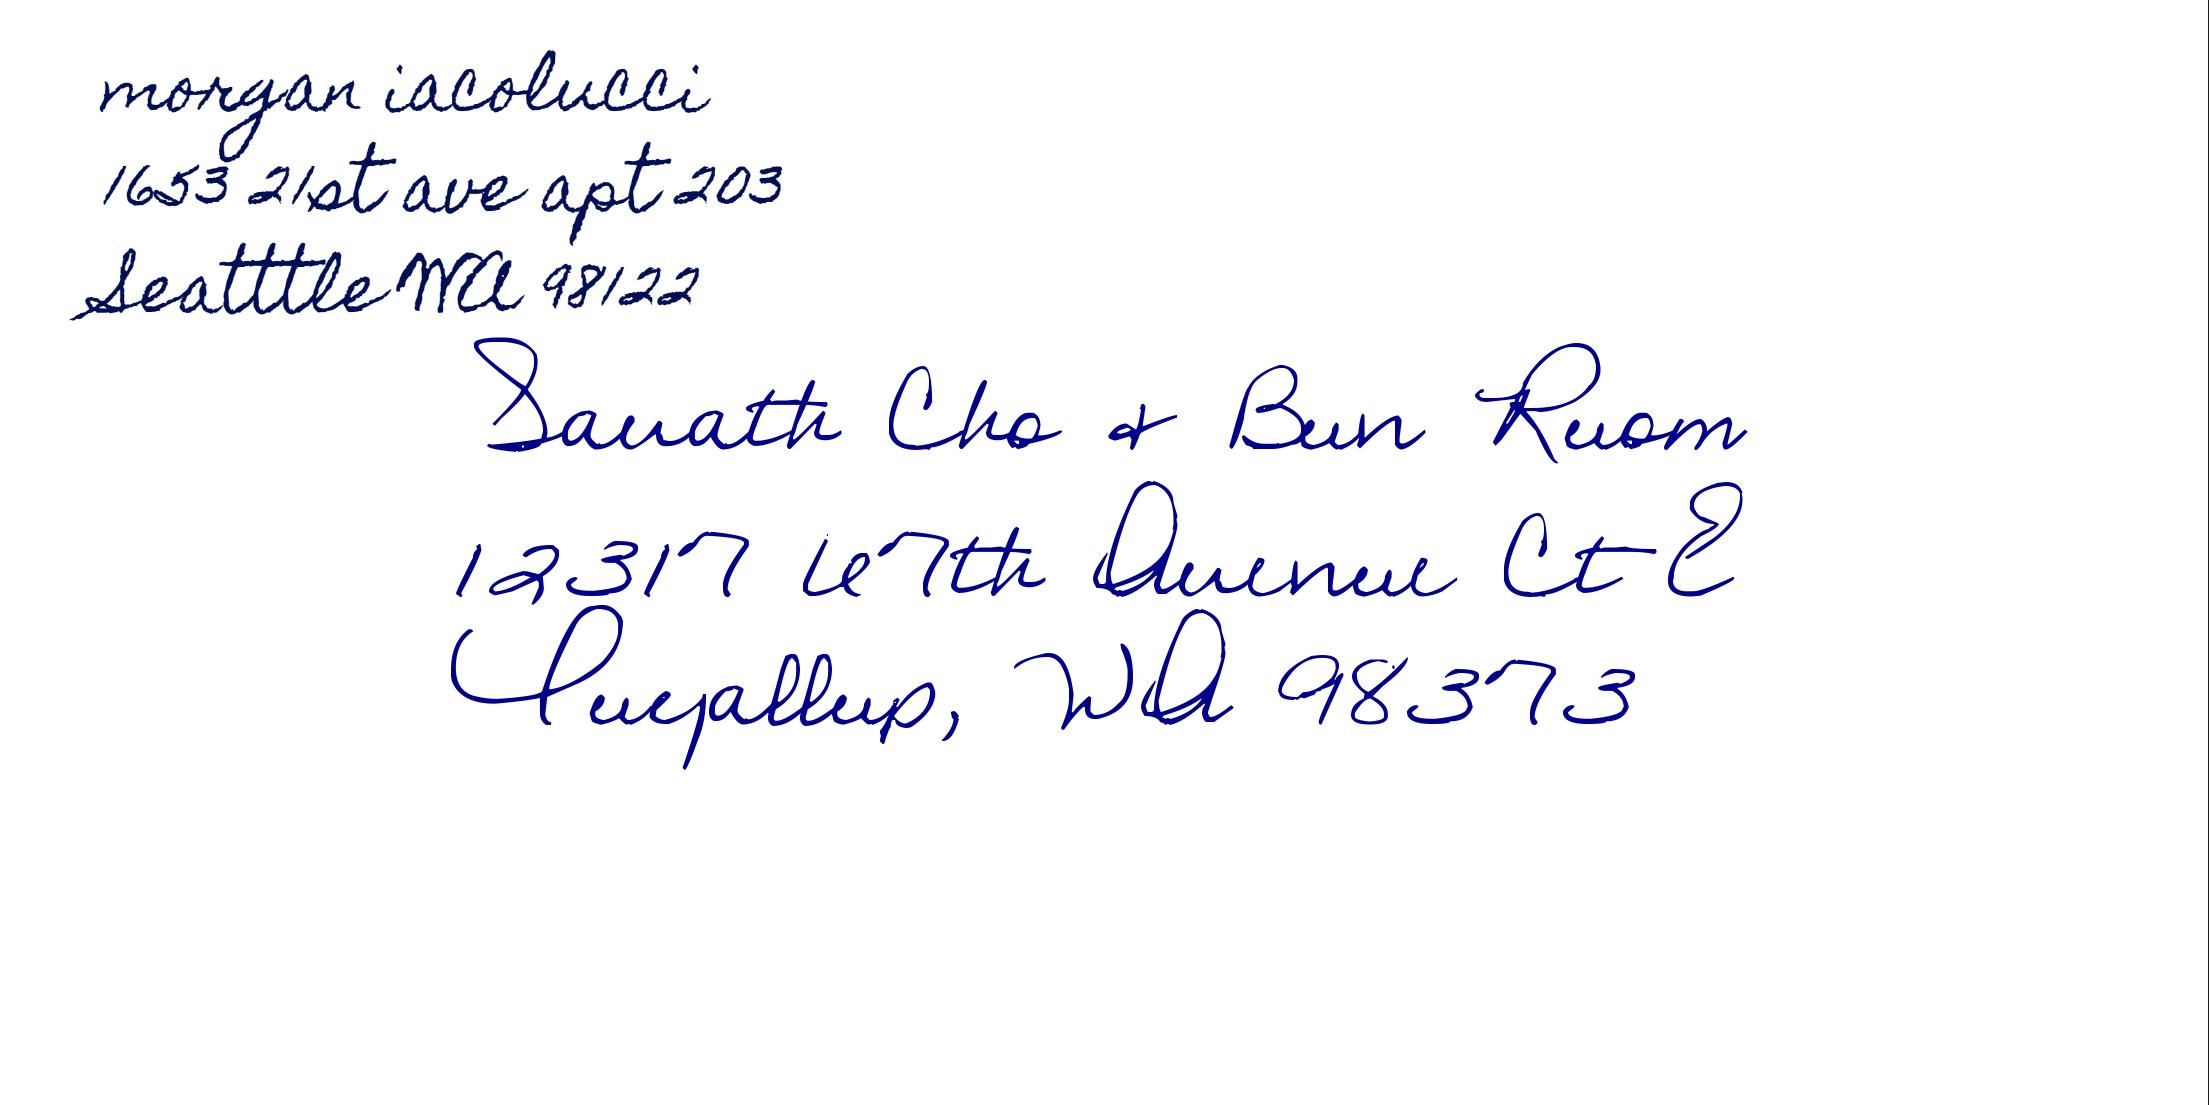 morgan iacolucci
1653 21st ave apt 203
Seatttle WA 98122
Sarath Cho & Bun Ruom
12317 67th Avenue Ct E
Puyallup, WA 98373